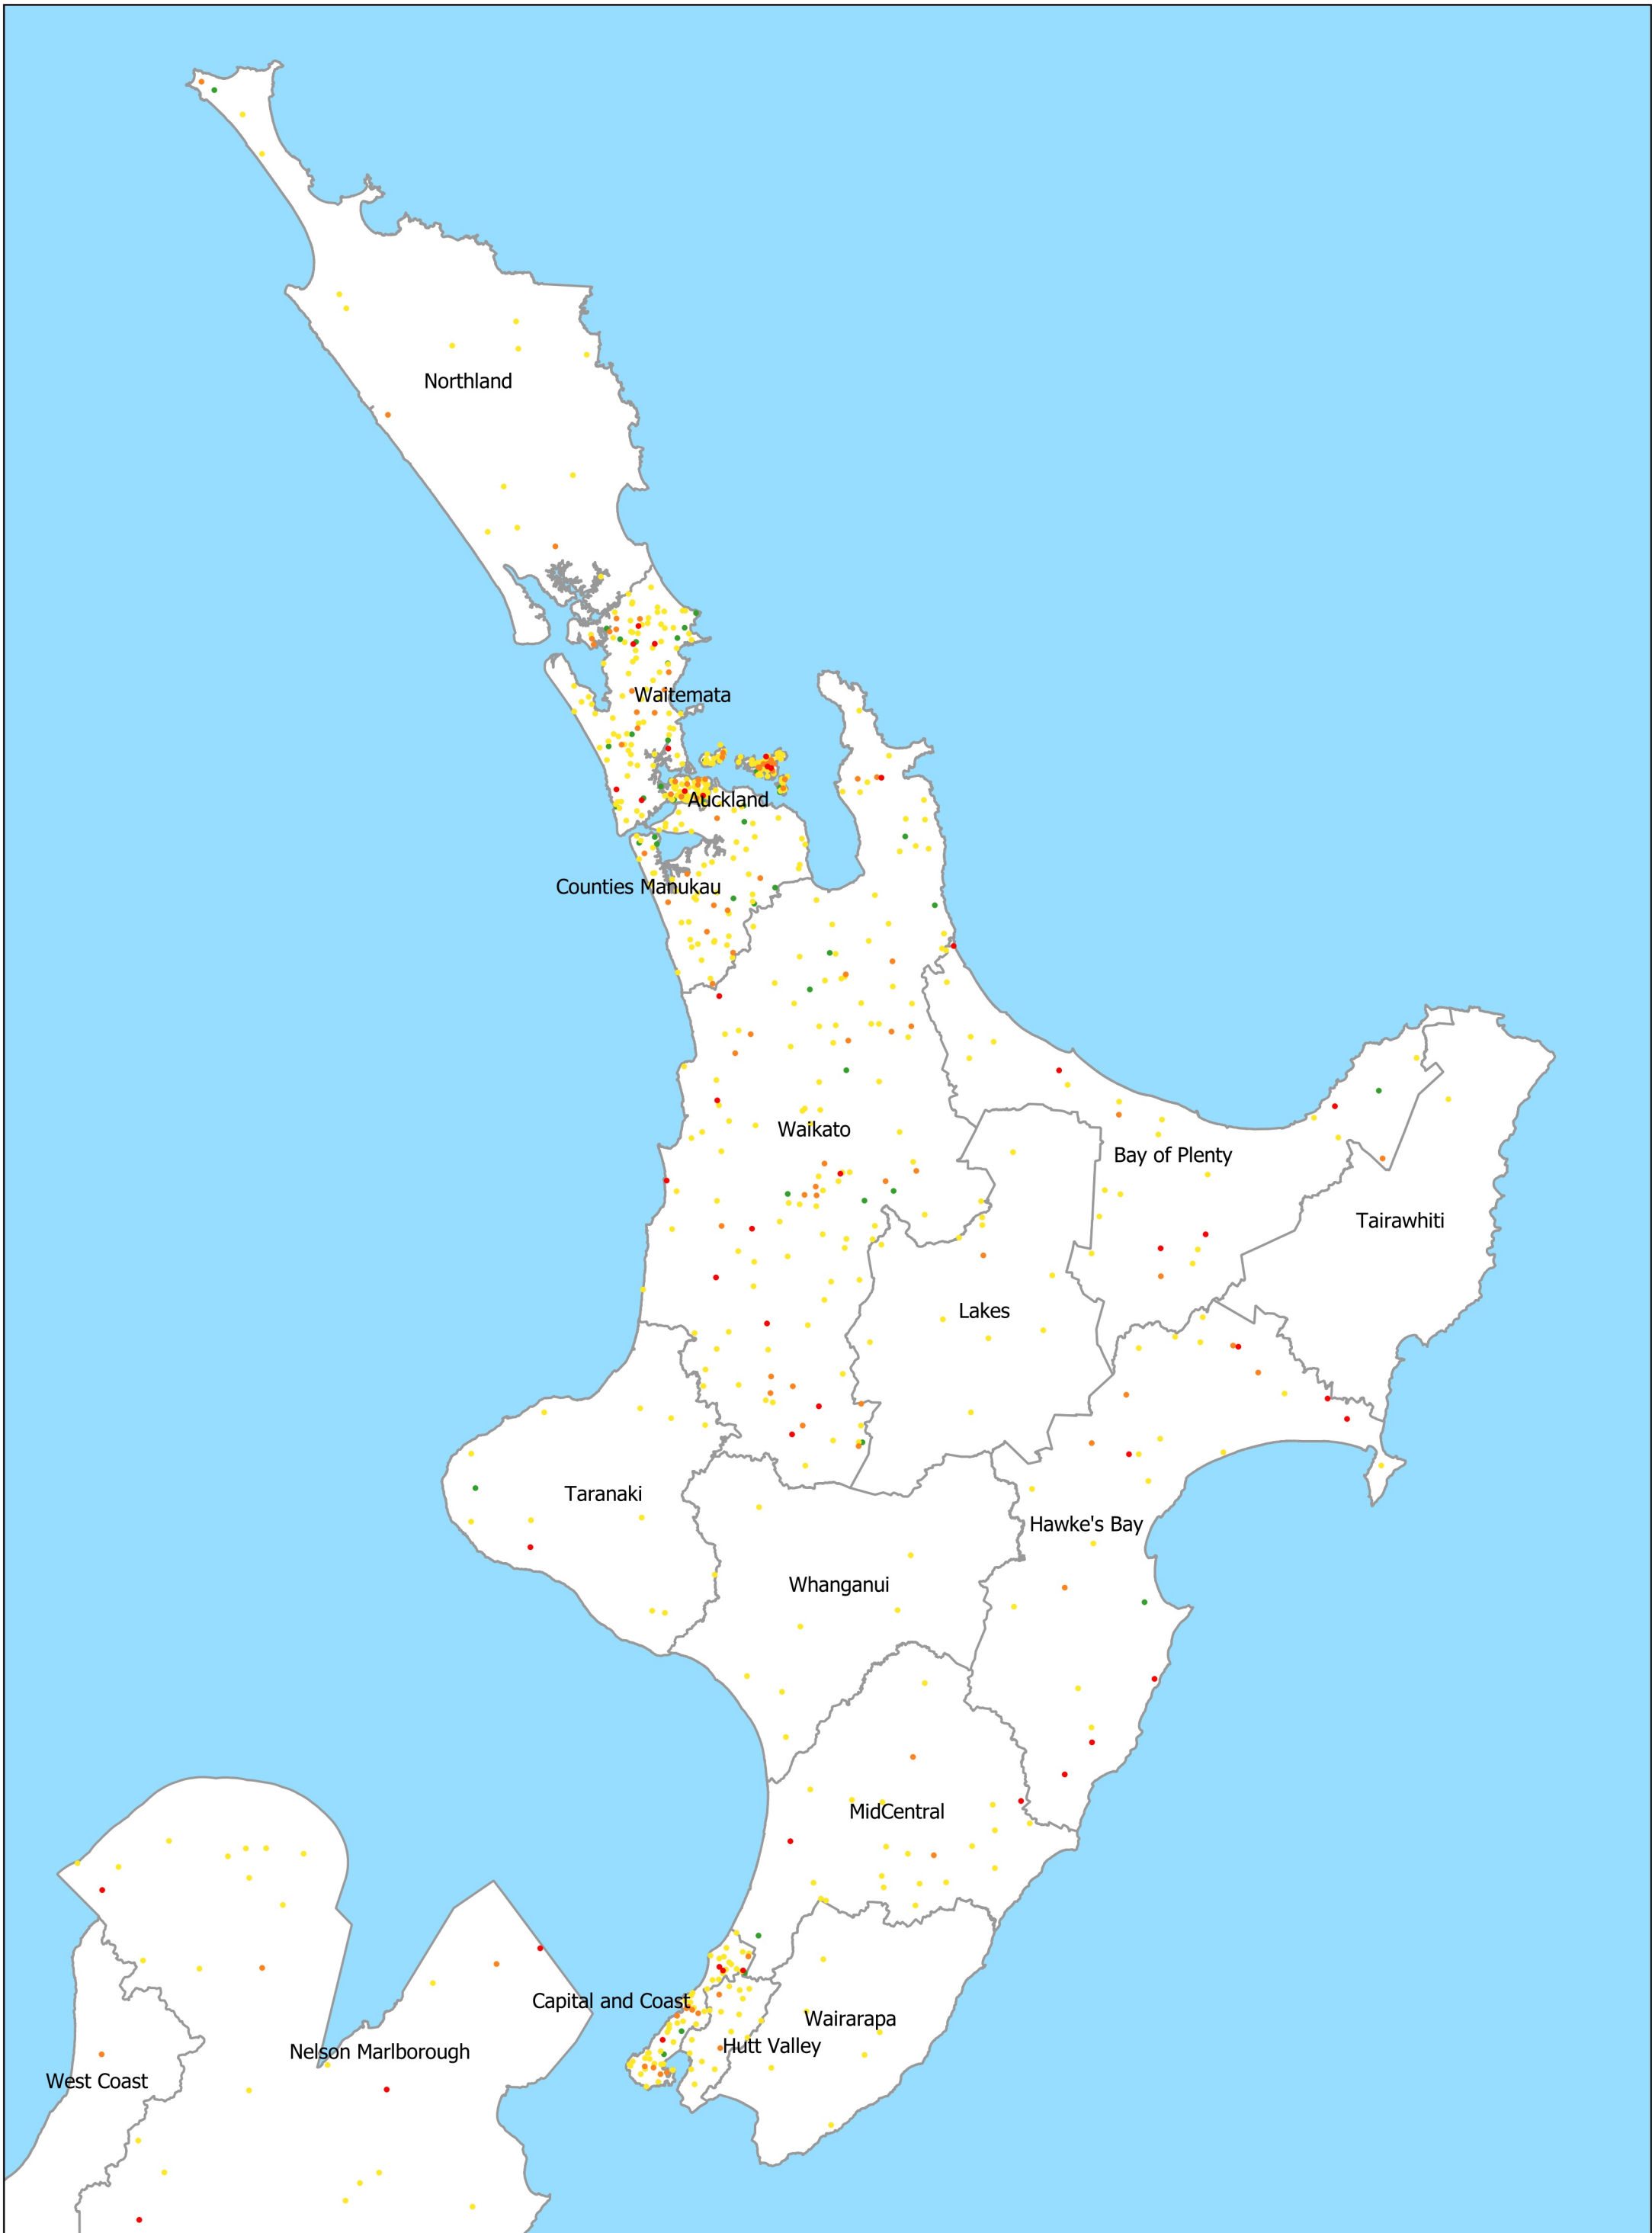 Northland
Waitemata
Auckland
Counties Manukau
Waikato
Bay of Plenty
Tairawhiti
Lakes
Taranaki
Hawke's Bay
Whanganui
MidCentral
Capital and Coast
Wairarapa
Hutt Valley
Nelson Marlborough
West Coast